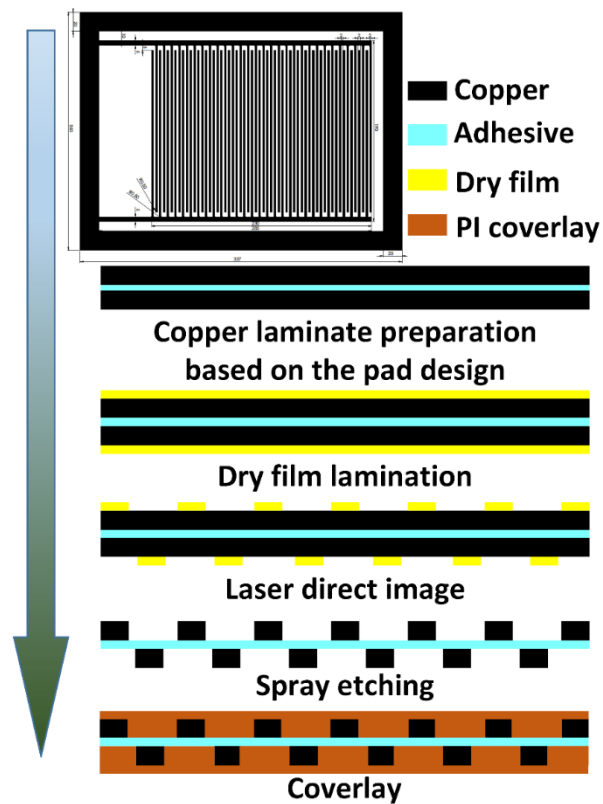 Copper
Adhesive
Dry film
PI coverlay
Copper laminate preparation
based on the pad design
Dry film lamination
Laser direct image
Spray etching
Coverlay